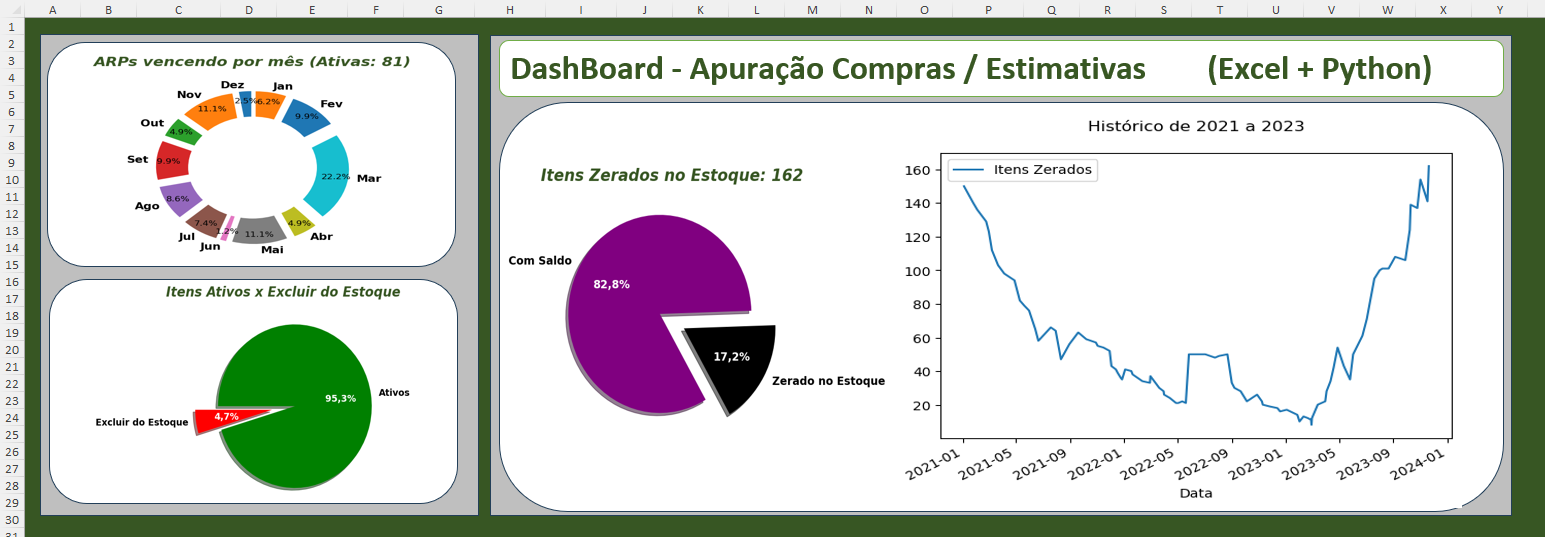 A B C D E F G H I J K L M N O P Q R S T U V W X Y
1
2
3
4
5
6
7
8
9
10
11
12
13
14
15
16
17
18
19
20
21
22
23
24
25
26
27
28
29
30
31
ARPs vencendo por mês (Ativas: 81)
Dez 2.5%
Jan 6.2%
Fev 9.9%
Mar 22.2%
Abr 4.9%
Mai 11.1%
Jun 1.2%
Jul 7.4%
Ago 8.6%
Set 9.9%
Out 4.9%
Nov 11.1%
Itens Ativos x Excluir do Estoque
95,3% Ativos
Excluir do Estoque 4,7%
DashBoard - Apuração Compras / Estimativas (Excel + Python)
Itens Zerados no Estoque: 162
Com Saldo
82,8%
17,2%
Zerado no Estoque
Histórico de 2021 a 2023
Itens Zerados
160
140
120
100
80
60
40
20
2021-01 2021-05 2021-09 2022-01 2022-05 2022-09 2023-01 2023-05 2023-09 2024-01
Data